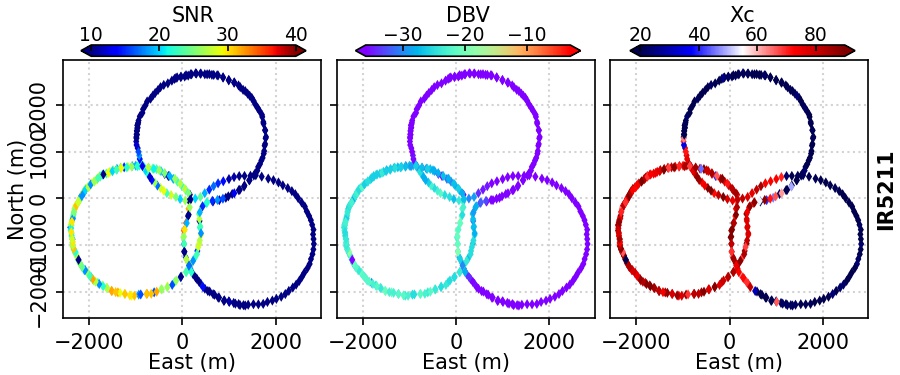 SNR DBV Xc
10 20 30 40 −30 −20 −10 20 40 60 80
North (m)
2000
1000
0
−1000
−2000
−2000 0 2000 −2000 0 2000 −2000 0 2000
East (m) East (m) East (m)
IR5211